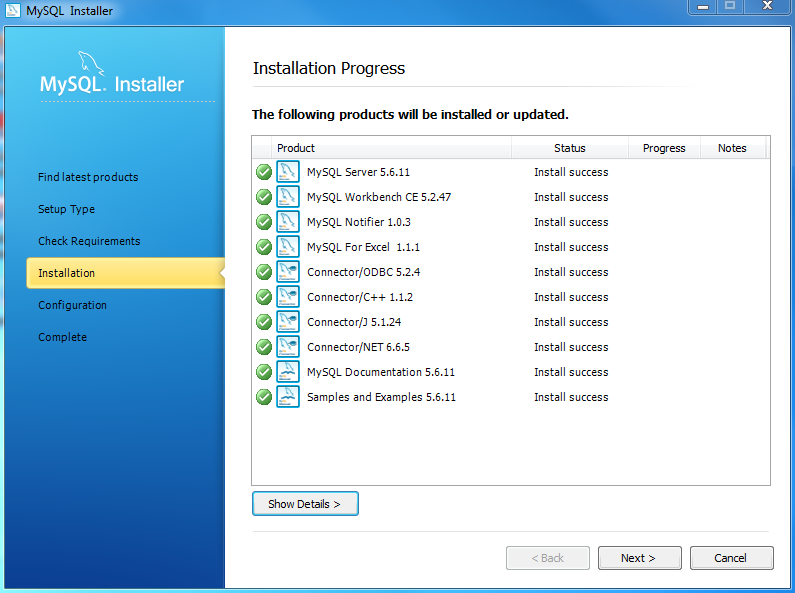 MySQL Installer
MySQL. Installer
Find latest products
Setup Type
Check Requirements
Installation
Configuration
Complete
Installation Progress
The following products will be installed or updated.
Product Status Progress Notes
MySQL Server 5.6.11 Install success
MySQL Workbench CE 5.2.47 Install success
MySQL Notifier 1.0.3 Install success
MySQL For Excel 1.1.1 Install success
Connector/ODBC 5.2.4 Install success
Connector/C++ 1.1.2 Install success
Connector/J 5.1.24 Install success
Connector/NET 6.6.5 Install success
MySQL Documentation 5.6.11 Install success
Samples and Examples 5.6.11 Install success
Show Details >
< Back Next > Cancel